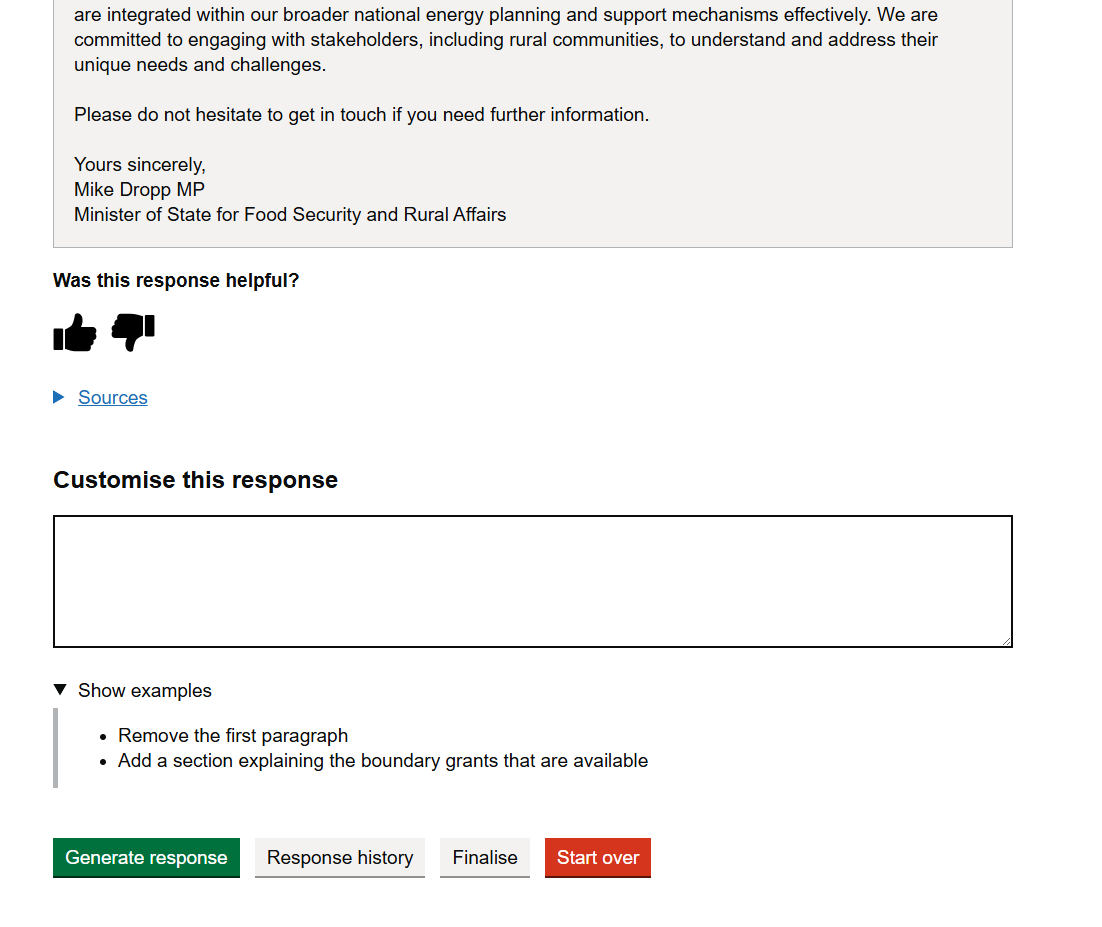 are integrated within our broader national energy planning and support mechanisms effectively. We are
committed to engaging with stakeholders, including rural communities, to understand and address their
unique needs and challenges.
Please do not hesitate to get in touch if you need further information.
Yours sincerely,
Mike Dropp MP
Minister of State for Food Security and Rural Affairs
Was this response helpful?
Sources
Customise this response
Show examples
Remove the first paragraph
Add a section explaining the boundary grants that are available
Generate response Response history Finalise Start over